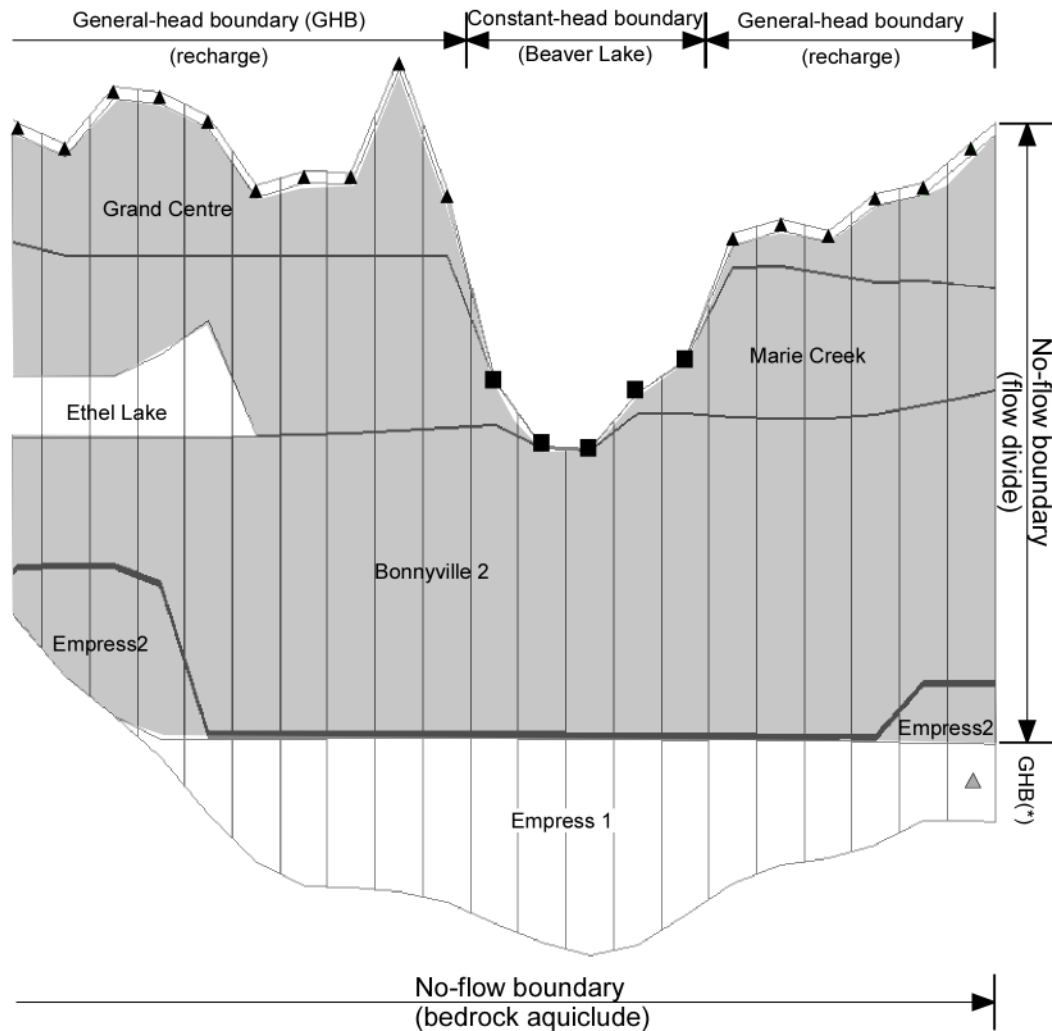 General-head boundary (GHB)
(recharge)
Constant-head boundary
(Beaver Lake)
General-head boundary
(recharge)
Grand Centre
Marie Creek
Ethel Lake
Bonnyville 2
Empress2
Empress2
Empress 1
No-flow boundary
(flow divide)
GHB(*)
No-flow boundary
(bedrock aquiclude)